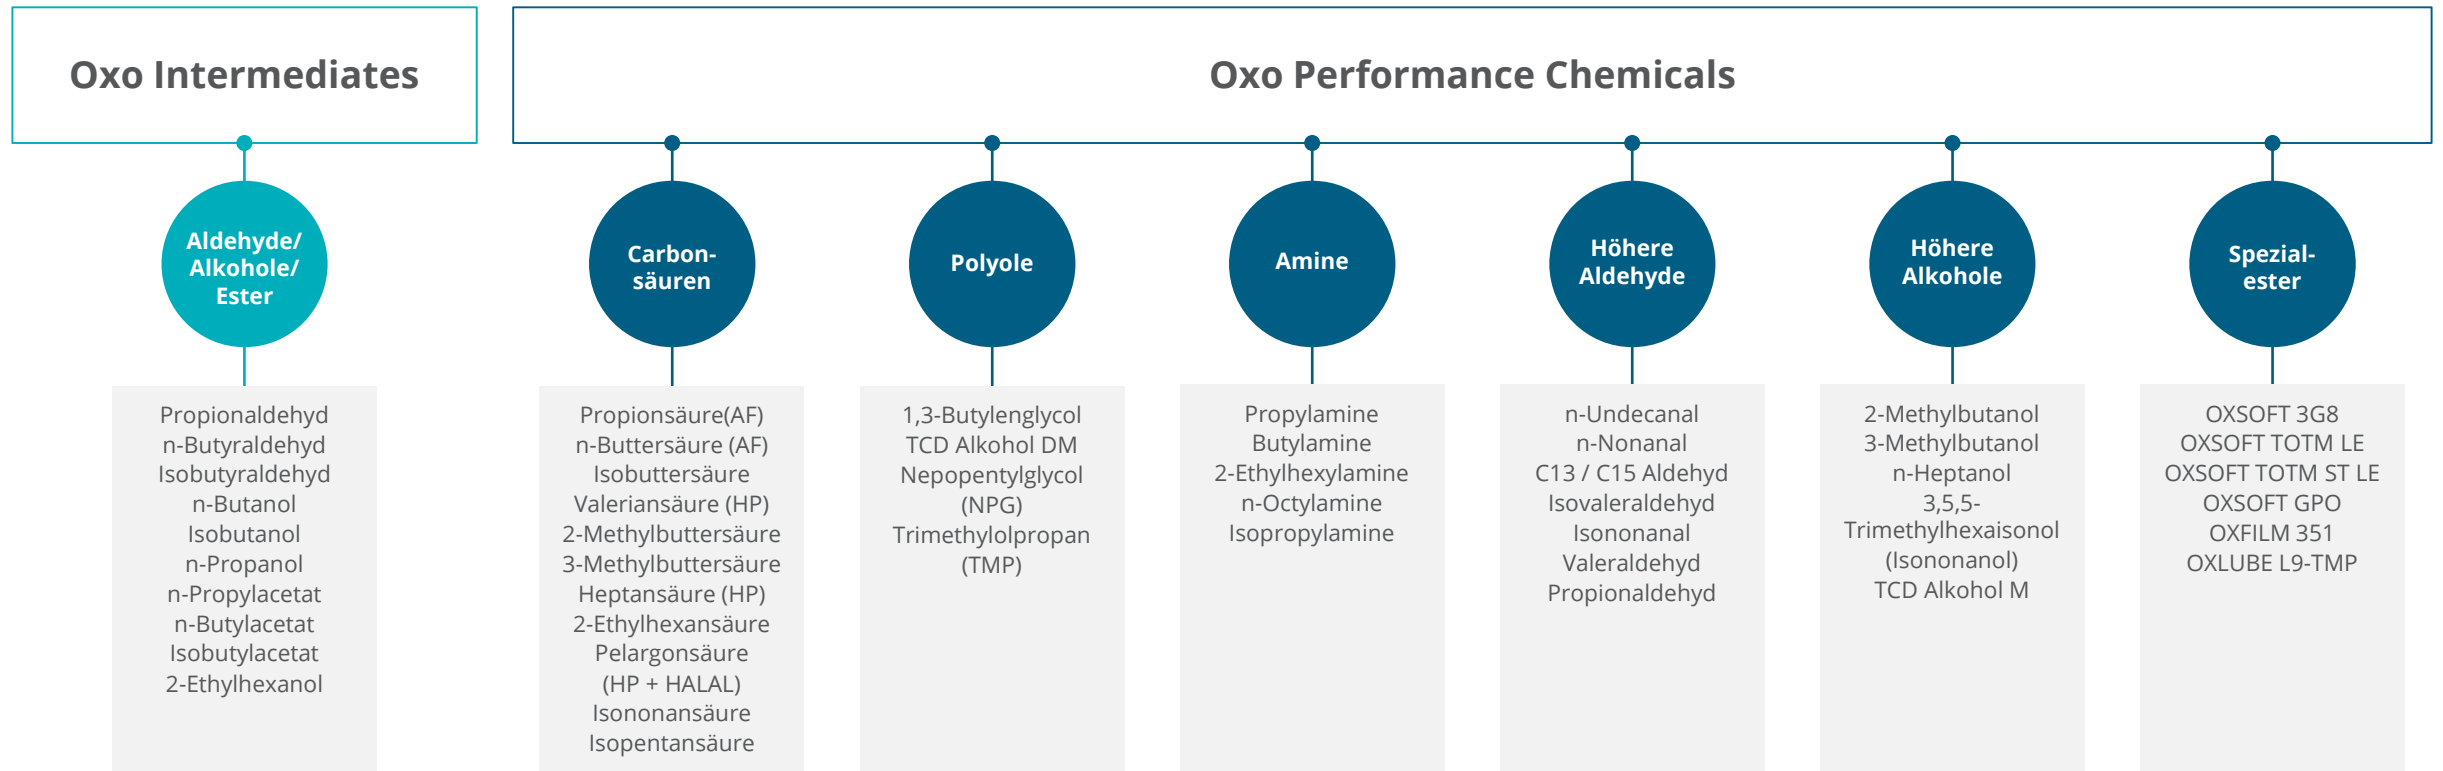 Oxo Intermediates
Oxo Performance Chemicals
Aldehyde/
Alkohole/
Ester
Propionaldehyd
n-Butyraldehyd
Isobutyraldehyd
n-Butanol
Isobutanol
n-Propanol
n-Propylacetat
n-Butylacetat
Isobutylacetat
2-Ethylhexanol
Carbon-
säuren
Propionsäure(AF)
n-Buttersäure (AF)
Isobuttersäure
Valeriansäure (HP)
2-Methylbuttersäure
3-Methylbuttersäure
Heptansäure (HP)
2-Ethylhexansäure
Pelargonsäure
(HP + HALAL)
Isononansäure
Isopentansäure
Polyole
1,3-Butylenglycol
TCD Alkohol DM
Nepopentylglycol
(NPG)
Trimethylolpropan
(TMP)
Amine
Propylamine
Butylamine
2-Ethylhexylamine
n-Octylamine
Isopropylamine
Höhere
Aldehyde
n-Undecanal
n-Nonanal
C13 / C15 Aldehyd
Isovaleraldehyd
Isononanal
Valeraldehyd
Propionaldehyd
Höhere
Alkohole
2-Methylbutanol
3-Methylbutanol
n-Heptanol
3,5,5-
Trimethylhexaisonol
(Isononanol)
TCD Alkohol M
Spezial-
ester
OXSOFT 3G8
OXSOFT TOTM LE
OXSOFT TOTM ST LE
OXSOFT GPO
OXFILM 351
OXLUBE L9-TMP